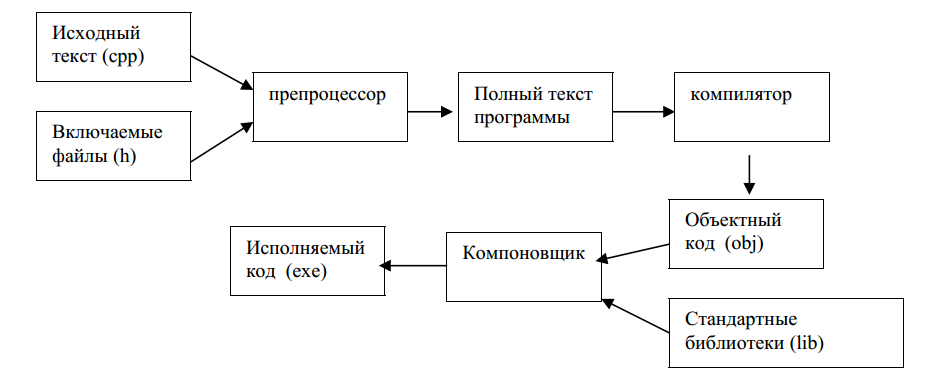 Исходный
текст (cpp)
Включаемые
файлы (h)
препроцессор
Полный текст
программы
компилятор
Объектный
код (obj)
Стандартные
библиотеки (lib)
Компоновщик
Исполняемый
код (exe)